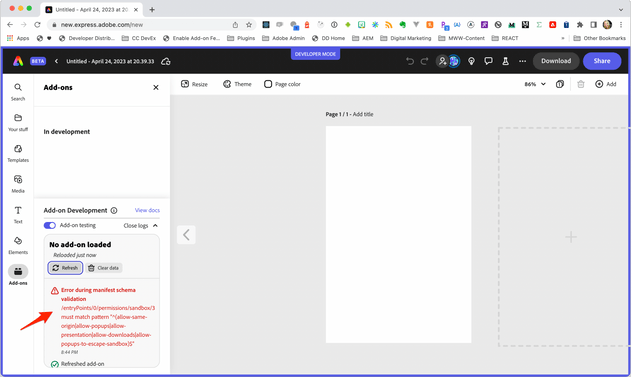 Untitled - April 24, 2023 at 20.39.33
new.express.adobe.com/new
Apps
Developer Distrib...
CC DevEx
Enable Add-on Fe...
Plugins
Adobe Admin
DD Home
AEM
Digital Marketing
MWW-Content
REACT
»
Other Bookmarks
DEVELOPER MODE
BETA
Untitled - April 24, 2023 at 20.39.33
Download
Share
Search
Your stuff
Templates
Media
Text
Elements
Add-ons
Add-ons
In development
Add-on Development
View docs
Add-on testing
Close logs
No add-on loaded
Reloaded just now
Refresh
Clear data
Error during manifest schema
validation
/entryPoints/0/permissions/sandbox/3
must match pattern "^(allow-same-
origin|allow-popups|allow-
presentation|allow-downloads|allow-
popups-to-escape-sandbox)$"
8:44 PM
Refreshed add-on
Resize
Theme
Page color
86%
Add
Page 1 / 1 - Add title